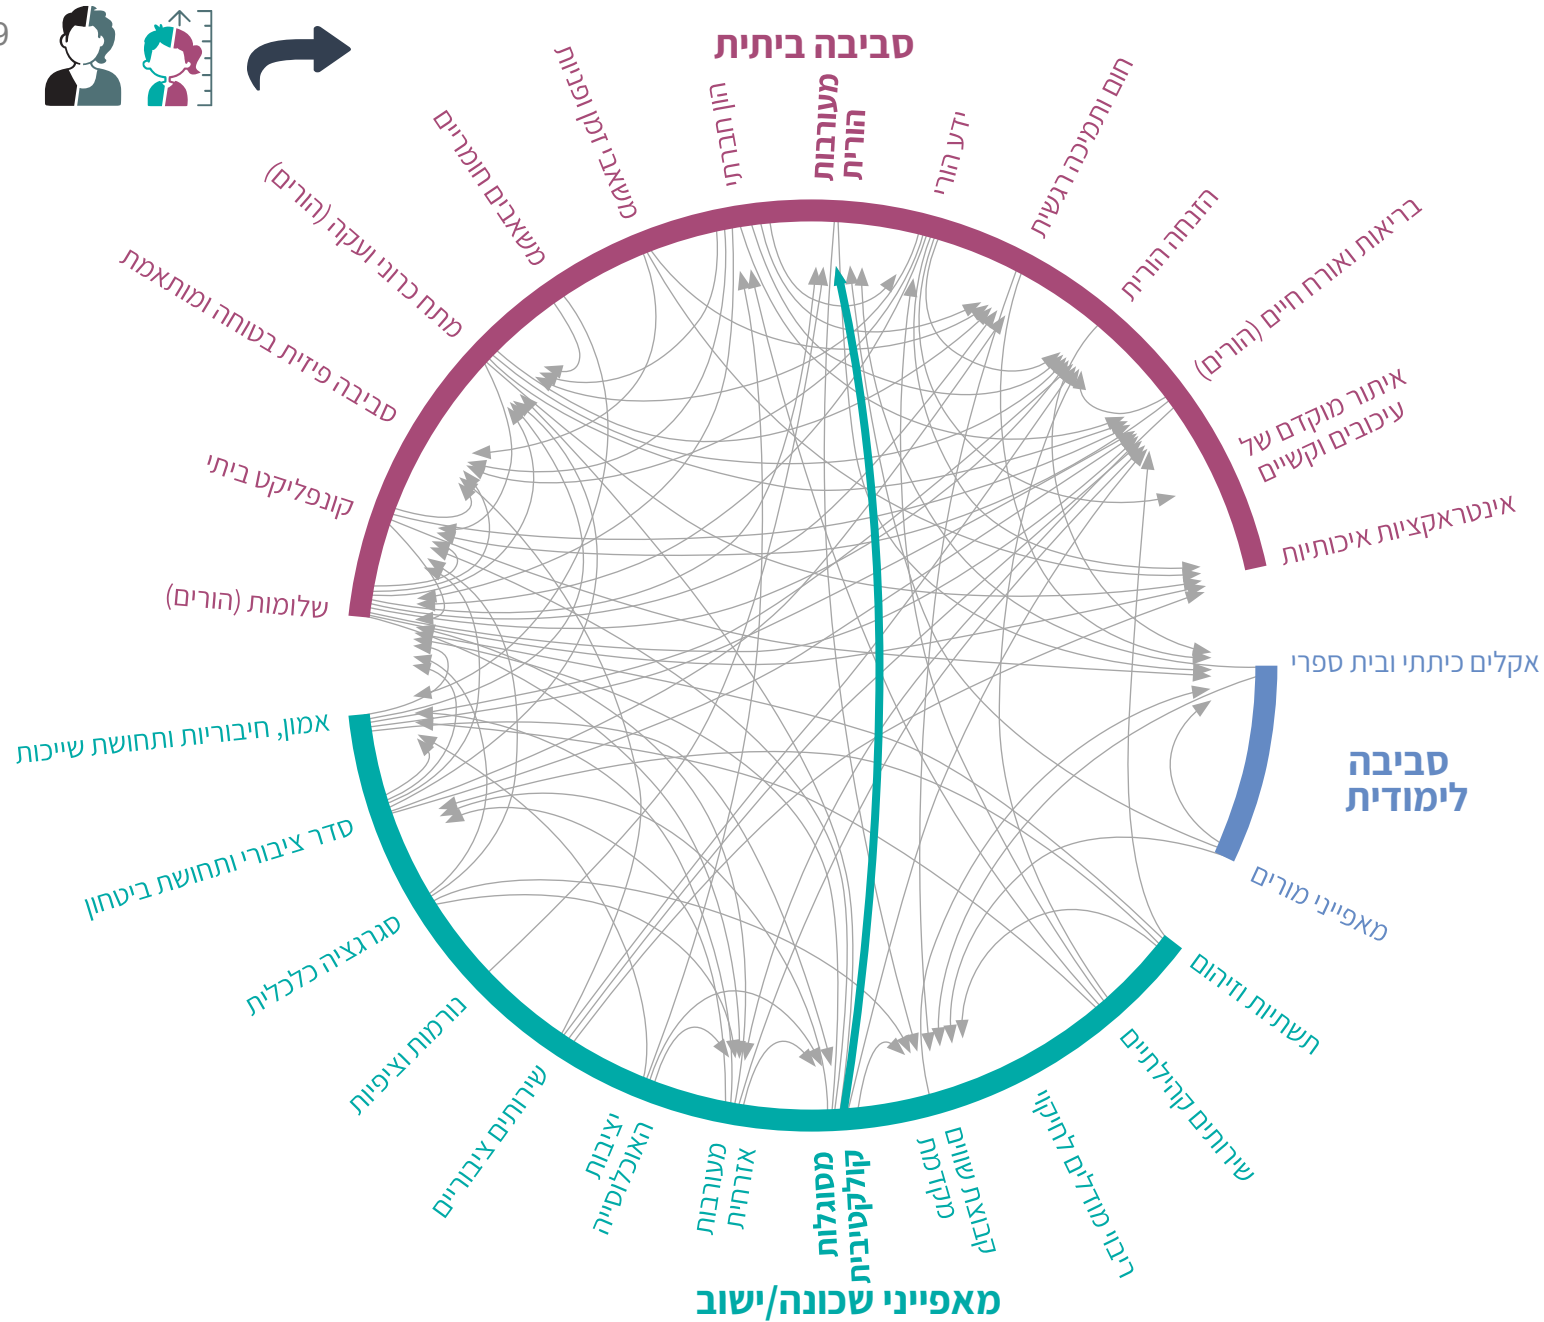 9
סביבה ביתית
מעורבות
הורית
ידע הורי
חום ותמיכה רגשית
הזנחה הורית
בריאות ואורח חיים (הורים)
איתור מוקדם של
עיכובים וקשיים
אינטראקציות איכותיות
הון תרבותי
משאבי זמן ופניות
משאבים חומריים
מתח כרוני ועקה (הורים)
סביבה פיזית בטוחה ומותאמת
קונפליקט ביתי
שלומות (הורים)
אקלים כיתתי ובית ספרי
סביבה
לימודית
מאפייני מורים
אמון, חיבוריות ותחושת שייכות
סדר ציבורי ותחושת ביטחון
סגרגציה כלכלית
נורמות וציפיות
שירותים ציבוריים
יציבות
האוכלוסייה
מעורבות
אזרחית
מסוגלות
קולקטיבית
קבוצת שווים
מקדמת
ריבוי מודלים לחיקוי
שירותים קהילתיים
תשתיות וזיהום
מאפייני שכונה/ישוב